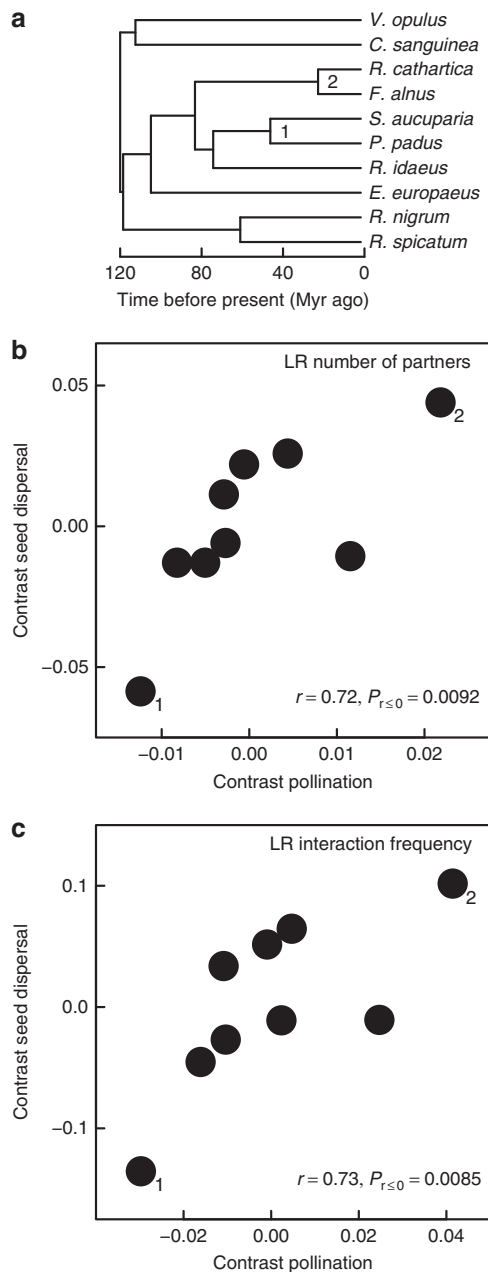 a
V. opulus
C. sanguinea
R. cathartica
2
F. alnus
S. aucuparia
1
P. padus
R. idaeus
E. europaeus
R. nigrum
R. spicatum
120 80 40 0
Time before present (Myr ago)
b
LR number of partners
0.05
2
0.00
−0.05
1
r = 0.72, Pr≤0 = 0.0092
−0.01 0.00 0.01 0.02
Contrast pollination
Contrast seed dispersal
c
LR interaction frequency
0.1
2
0.0
−0.1
1
r = 0.73, Pr≤0 = 0.0085
−0.02 0.00 0.02 0.04
Contrast pollination
Contrast seed dispersal